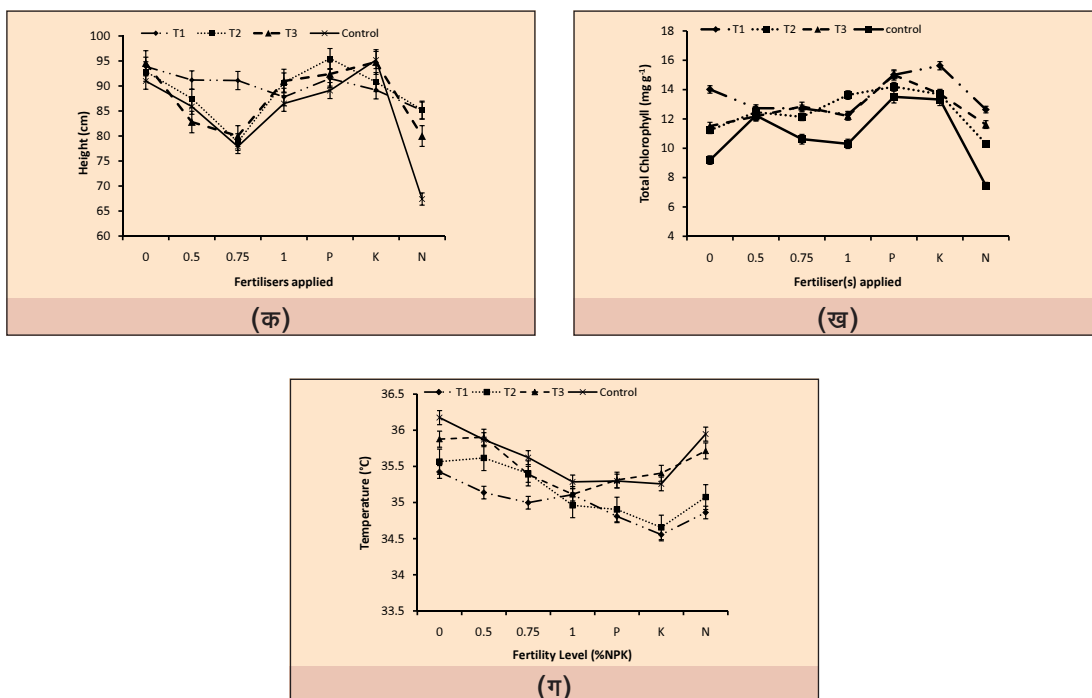 T1 T2 T3 Control
100
95
90
85
80
75
70
65
60
Height (cm)
0 0.5 0.75 1 P K N
Fertilisers applied
(क)
T1 T2 T3 control
18
16
14
12
10
8
6
4
Total Chlorophyll (mg g⁻¹)
0 0.5 0.75 1 P K N
Fertiliser(s) applied
(ख)
T1 T2 T3 Control
36.5
36
35.5
35
34.5
34
33.5
Temperature (°C)
0 0.5 0.75 1 P K N
Fertility Level (%NPK)
(ग)